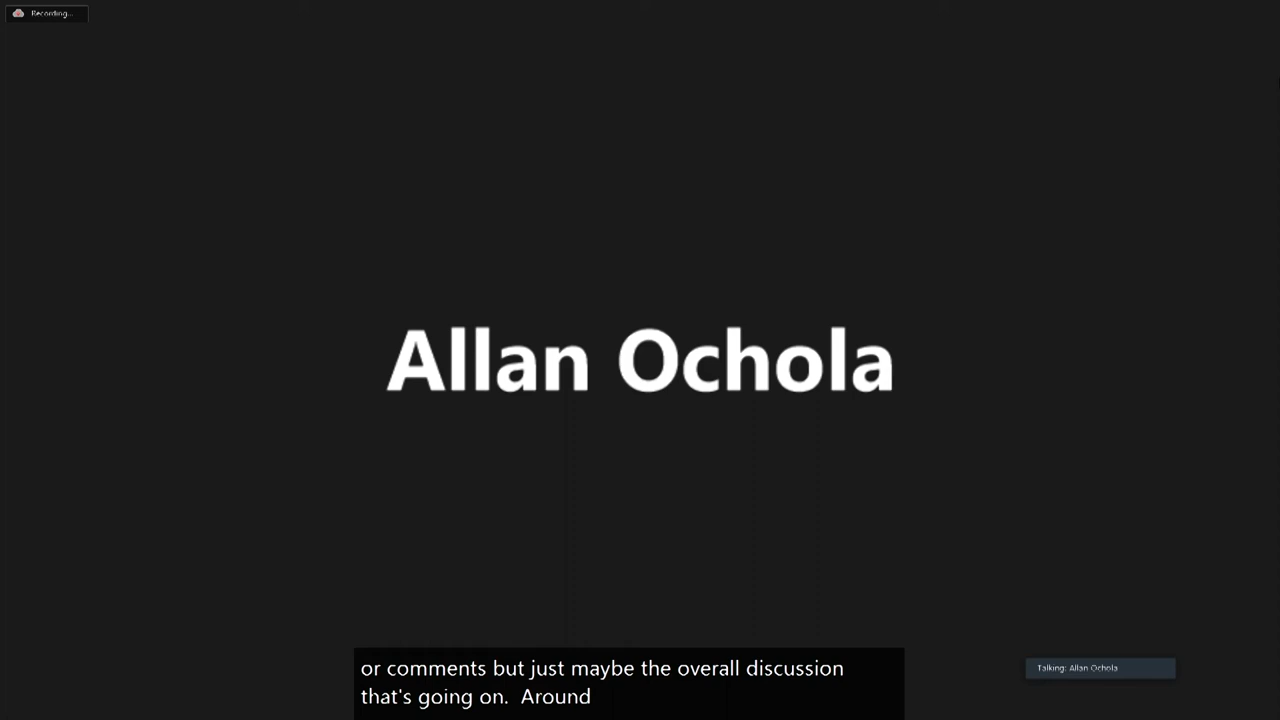 Recording...
Allan Ochola
or comments but just maybe the overall discussion
that's going on.  Around
Talking: Allan Ochola